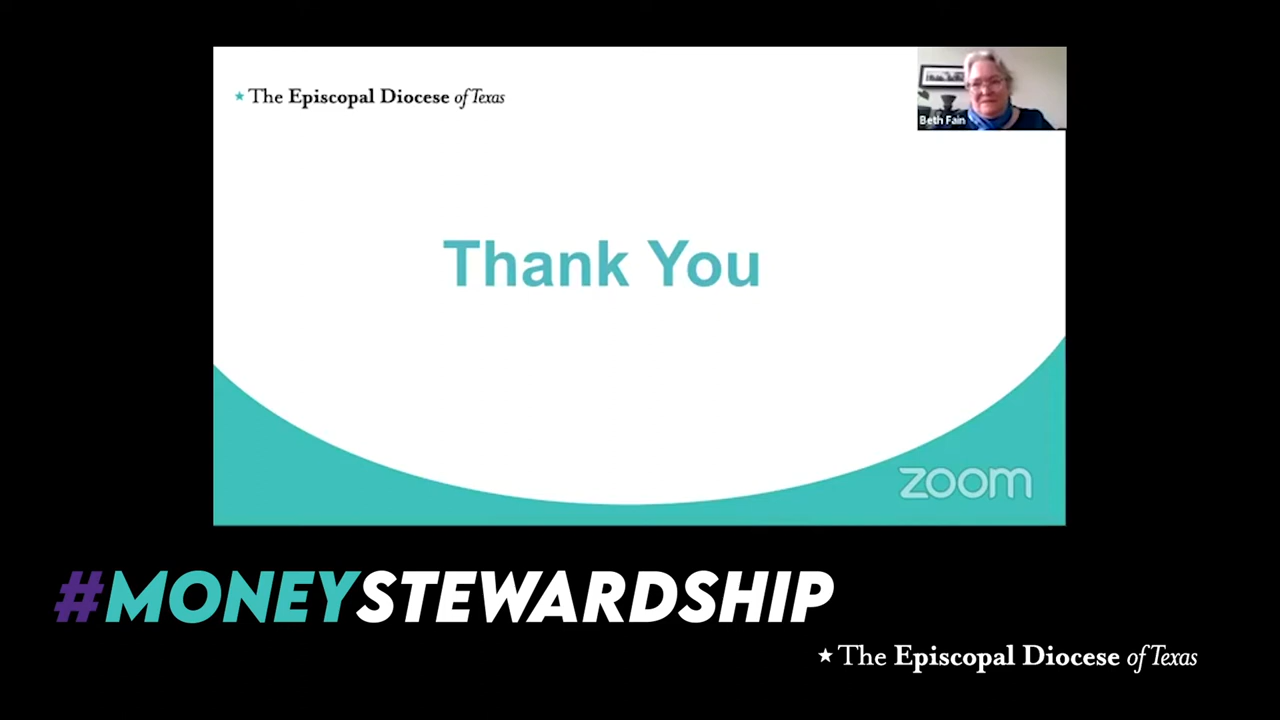 The Episcopal Diocese of Texas
Beth Fain
Thank You
zoom
#MONEYSTEWARDSHIP
The Episcopal Diocese of Texas